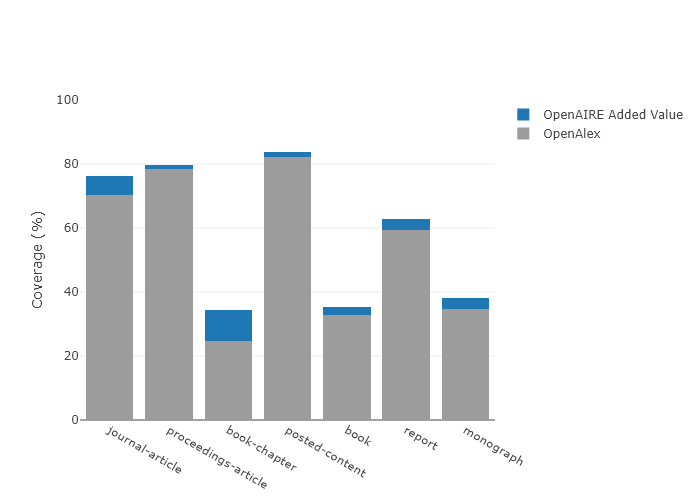 100
80
60
40
20
0
Coverage (%)
journal-article
proceedings-article
book-chapter
posted-content
book
report
monograph
OpenAIRE Added Value
OpenAlex